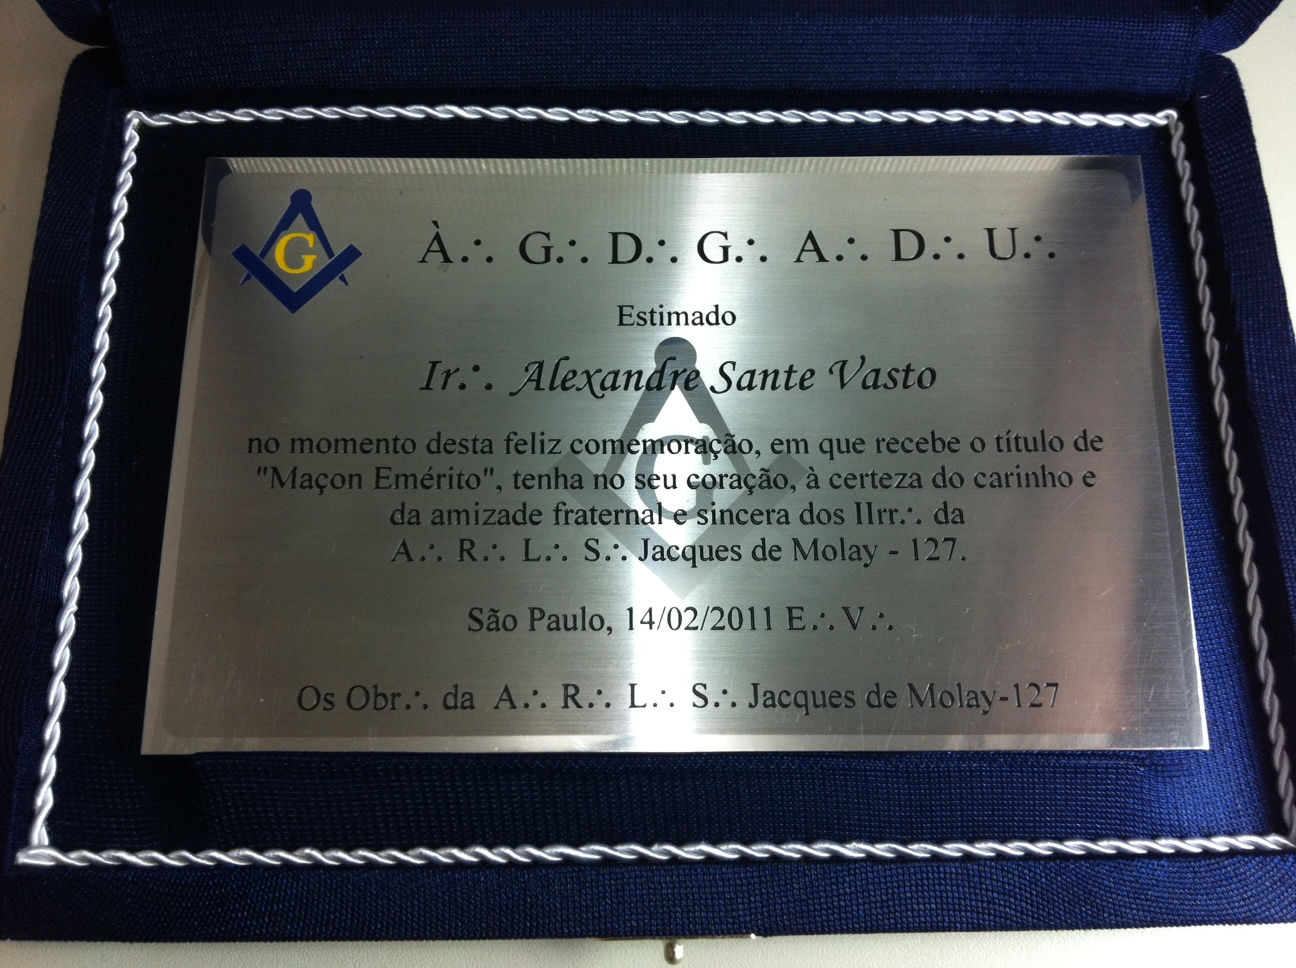 G
À∴ G∴ D∴ G∴ A∴ D∴ U∴
Estimado
Ir∴ Alexandre Sante Vasto
no momento desta feliz comemoração, em que recebe o título de
"Maçon Emérito", tenha no seu coração, à certeza do carinho e
da amizade fraternal e sincera dos IIrr∴ da
A∴ R∴ L∴ S∴ Jacques de Molay - 127.
São Paulo, 14/02/2011 E∴ V∴
Os Obr∴ da A∴ R∴ L∴ S∴ Jacques de Molay-127